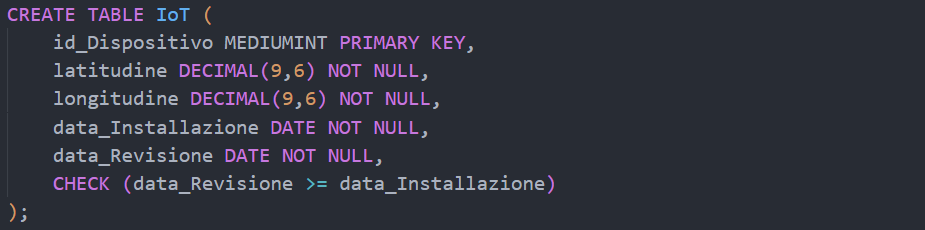 CREATE TABLE IoT (
    id_Dispositivo MEDIUMINT PRIMARY KEY,
    latitudine DECIMAL(9,6) NOT NULL,
    longitudine DECIMAL(9,6) NOT NULL,
    data_Installazione DATE NOT NULL,
    data_Revisione DATE NOT NULL,
    CHECK (data_Revisione >= data_Installazione)
);